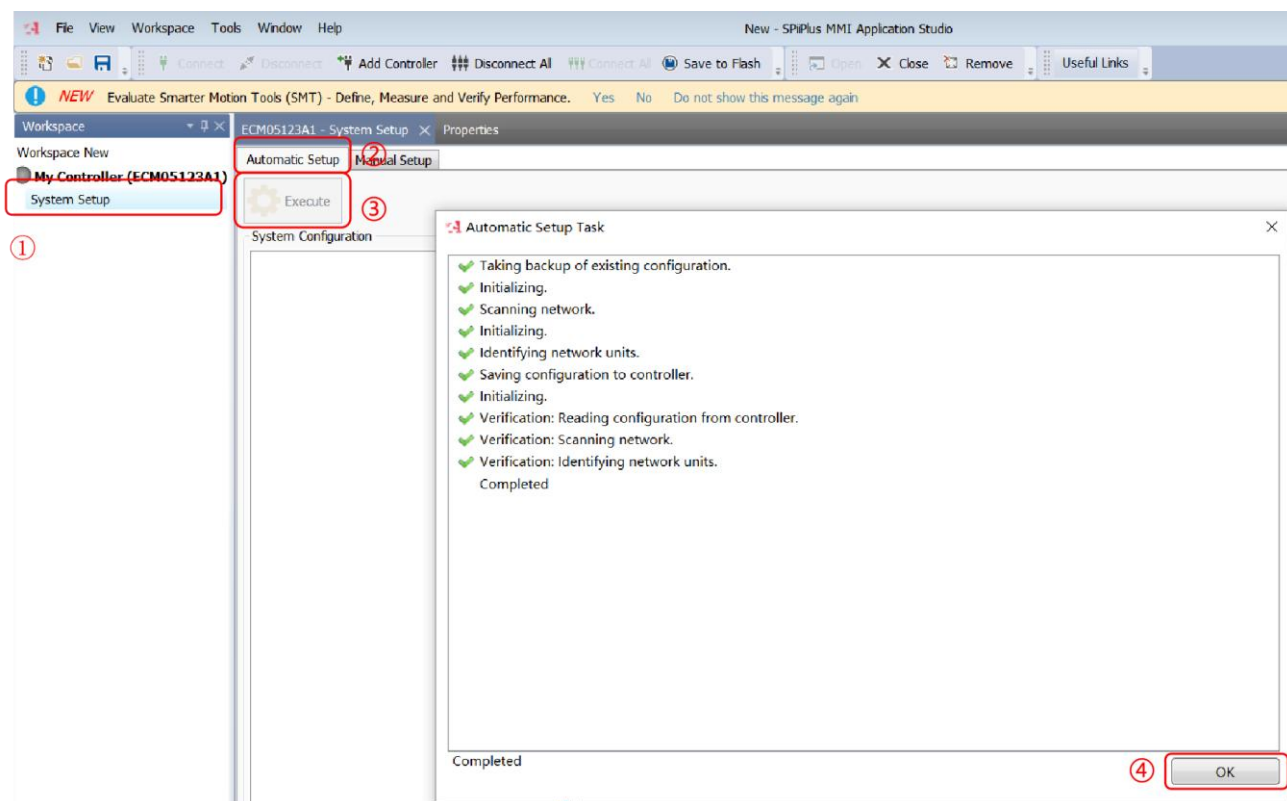 File View Workspace Tools Window Help New - SPiiPlus MMI Application Studio
Connect Disconnect Add Controller Disconnect All Connect All Save to Flash Open Close Remove Useful Links
NEW Evaluate Smarter Motion Tools (SMT) - Define, Measure and Verify Performance. Yes No Do not show this message again
Workspace ECM05123A1 - System Setup Properties
Workspace New
Automatic Setup ② Manual Setup
My Controller (ECM05123A1)
System Setup
Execute ③
①
System Configuration
Automatic Setup Task
Taking backup of existing configuration.
Initializing.
Scanning network.
Initializing.
Identifying network units.
Saving configuration to controller.
Initializing.
Verification: Reading configuration from controller.
Verification: Scanning network.
Verification: Identifying network units.
Completed
Completed
④ OK